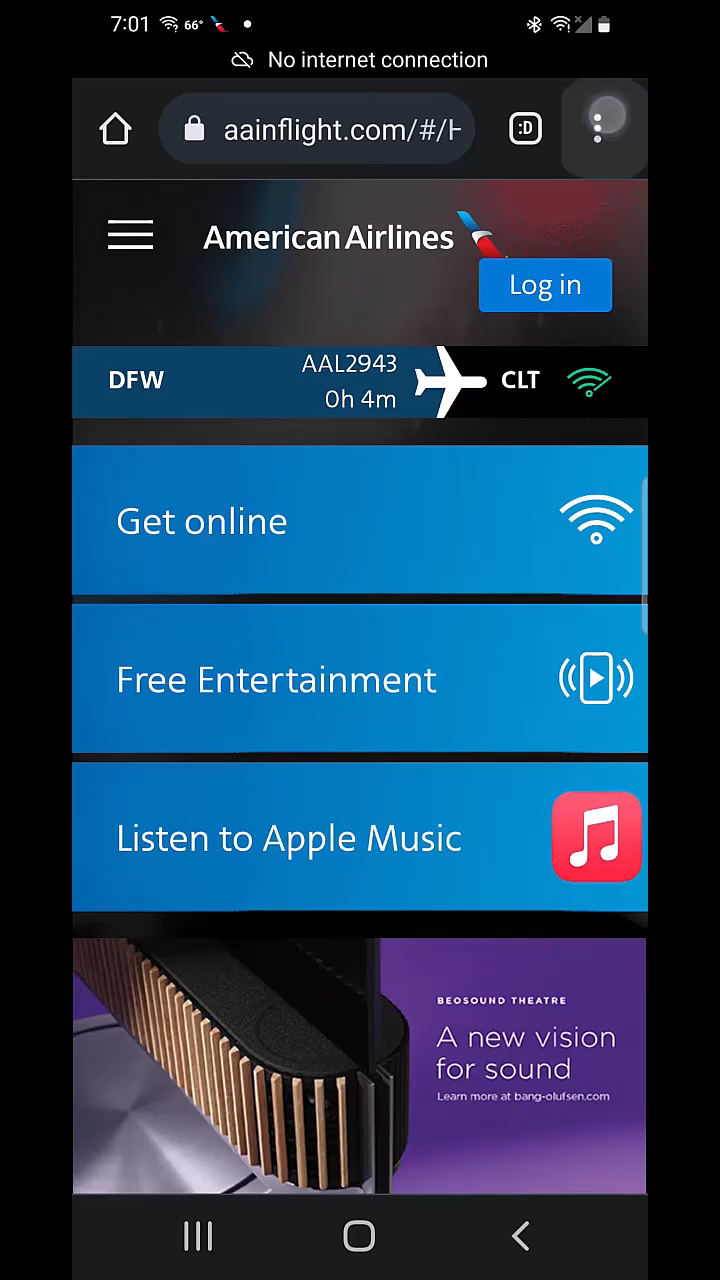 7:01 66°
No internet connection
aainflight.com/#/H
:D
American Airlines
Log in
DFW
AAL2943
0h 4m
CLT
Get online
Free Entertainment
Listen to Apple Music
BEOSOUND THEATRE
A new vision
for sound
Learn more at bang-olufsen.com